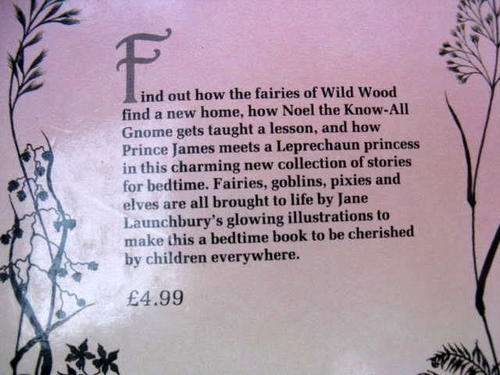 Find out how the fairies of Wild Wood
find a new home, how Noel the Know-All
Gnome gets taught a lesson, and how
Prince James meets a Leprechaun princess
in this charming new collection of stories
for bedtime. Fairies, goblins, pixies and
elves are all brought to life by Jane
Launchbury's glowing illustrations to
make this a bedtime book to be cherished
by children everywhere.
£4.99